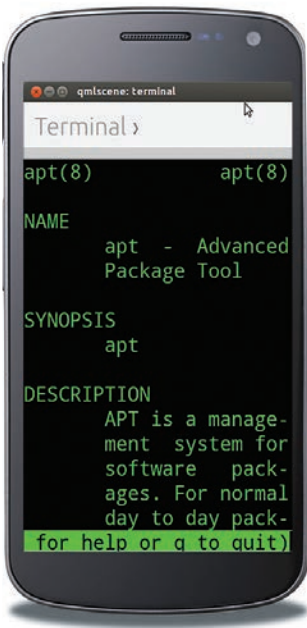 qmlscene: terminal
Terminal ›
apt(8) apt(8)
NAME
apt - Advanced
Package Tool
SYNOPSIS
apt
DESCRIPTION
APT is a manage-
ment system for
software pack-
ages. For normal
day to day pack-
for help or q to quit)